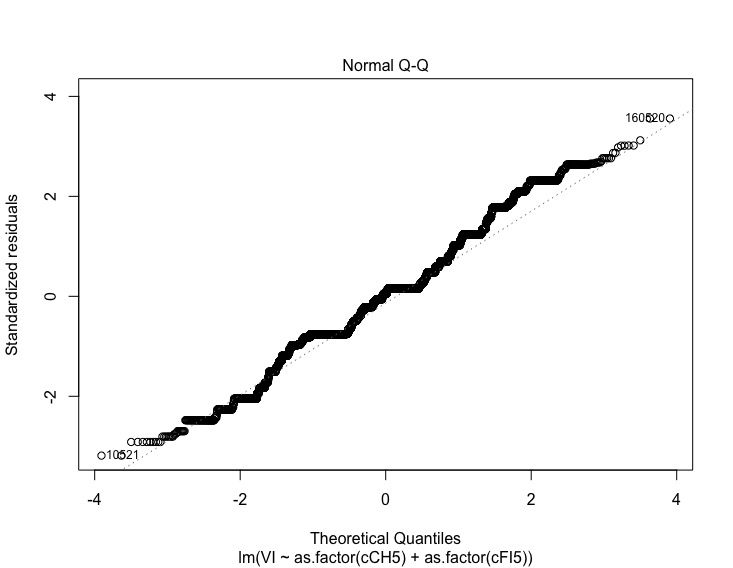 Normal Q-Q
4
2
0
-2
Standardized residuals
-4
-2
0
2
4
Theoretical Quantiles
lm(VI ~ as.factor(cCH5) + as.factor(cFI5))